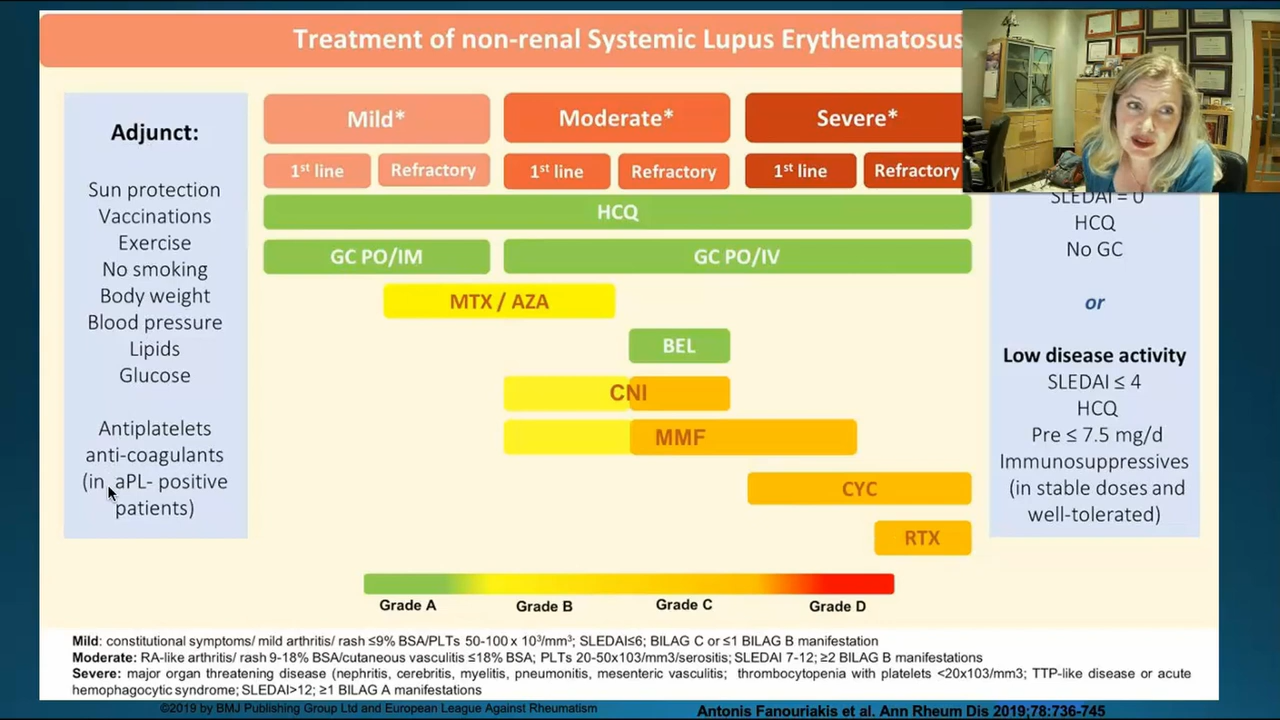 Treatment of non-renal Systemic Lupus Erythematosus
Adjunct:
Sun protection
Vaccinations
Exercise
No smoking
Body weight
Blood pressure
Lipids
Glucose
Antiplatelets
anti-coagulants
(in aPL- positive
patients)
Mild*
Moderate*
Severe*
1st line
Refractory
1st line
Refractory
1st line
Refractory
HCQ
GC PO/IM
GC PO/IV
MTX / AZA
BEL
CNI
MMF
CYC
RTX
Grade A
Grade B
Grade C
Grade D
SLEDAI = 0
HCQ
No GC
or
Low disease activity
SLEDAI ≤ 4
HCQ
Pre ≤ 7.5 mg/d
Immunosuppressives
(in stable doses and
well-tolerated)
Mild: constitutional symptoms/ mild arthritis/ rash ≤9% BSA/PLTs 50-100 x 10³/mm³; SLEDAI≤6; BILAG C or ≤1 BILAG B manifestation
Moderate: RA-like arthritis/ rash 9-18% BSA/cutaneous vasculitis ≤18% BSA; PLTs 20-50x103/mm3/serositis; SLEDAI 7-12; ≥2 BILAG B manifestations
Severe: major organ threatening disease (nephritis, cerebritis, myelitis, pneumonitis, mesenteric vasculitis; thrombocytopenia with platelets <20x103/mm3; TTP-like disease or acute
hemophagocytic syndrome; SLEDAI>12; ≥1 BILAG A manifestations
©2019 by BMJ Publishing Group Ltd and European League Against Rheumatism
Antonis Fanouriakis et al. Ann Rheum Dis 2019;78:736-745